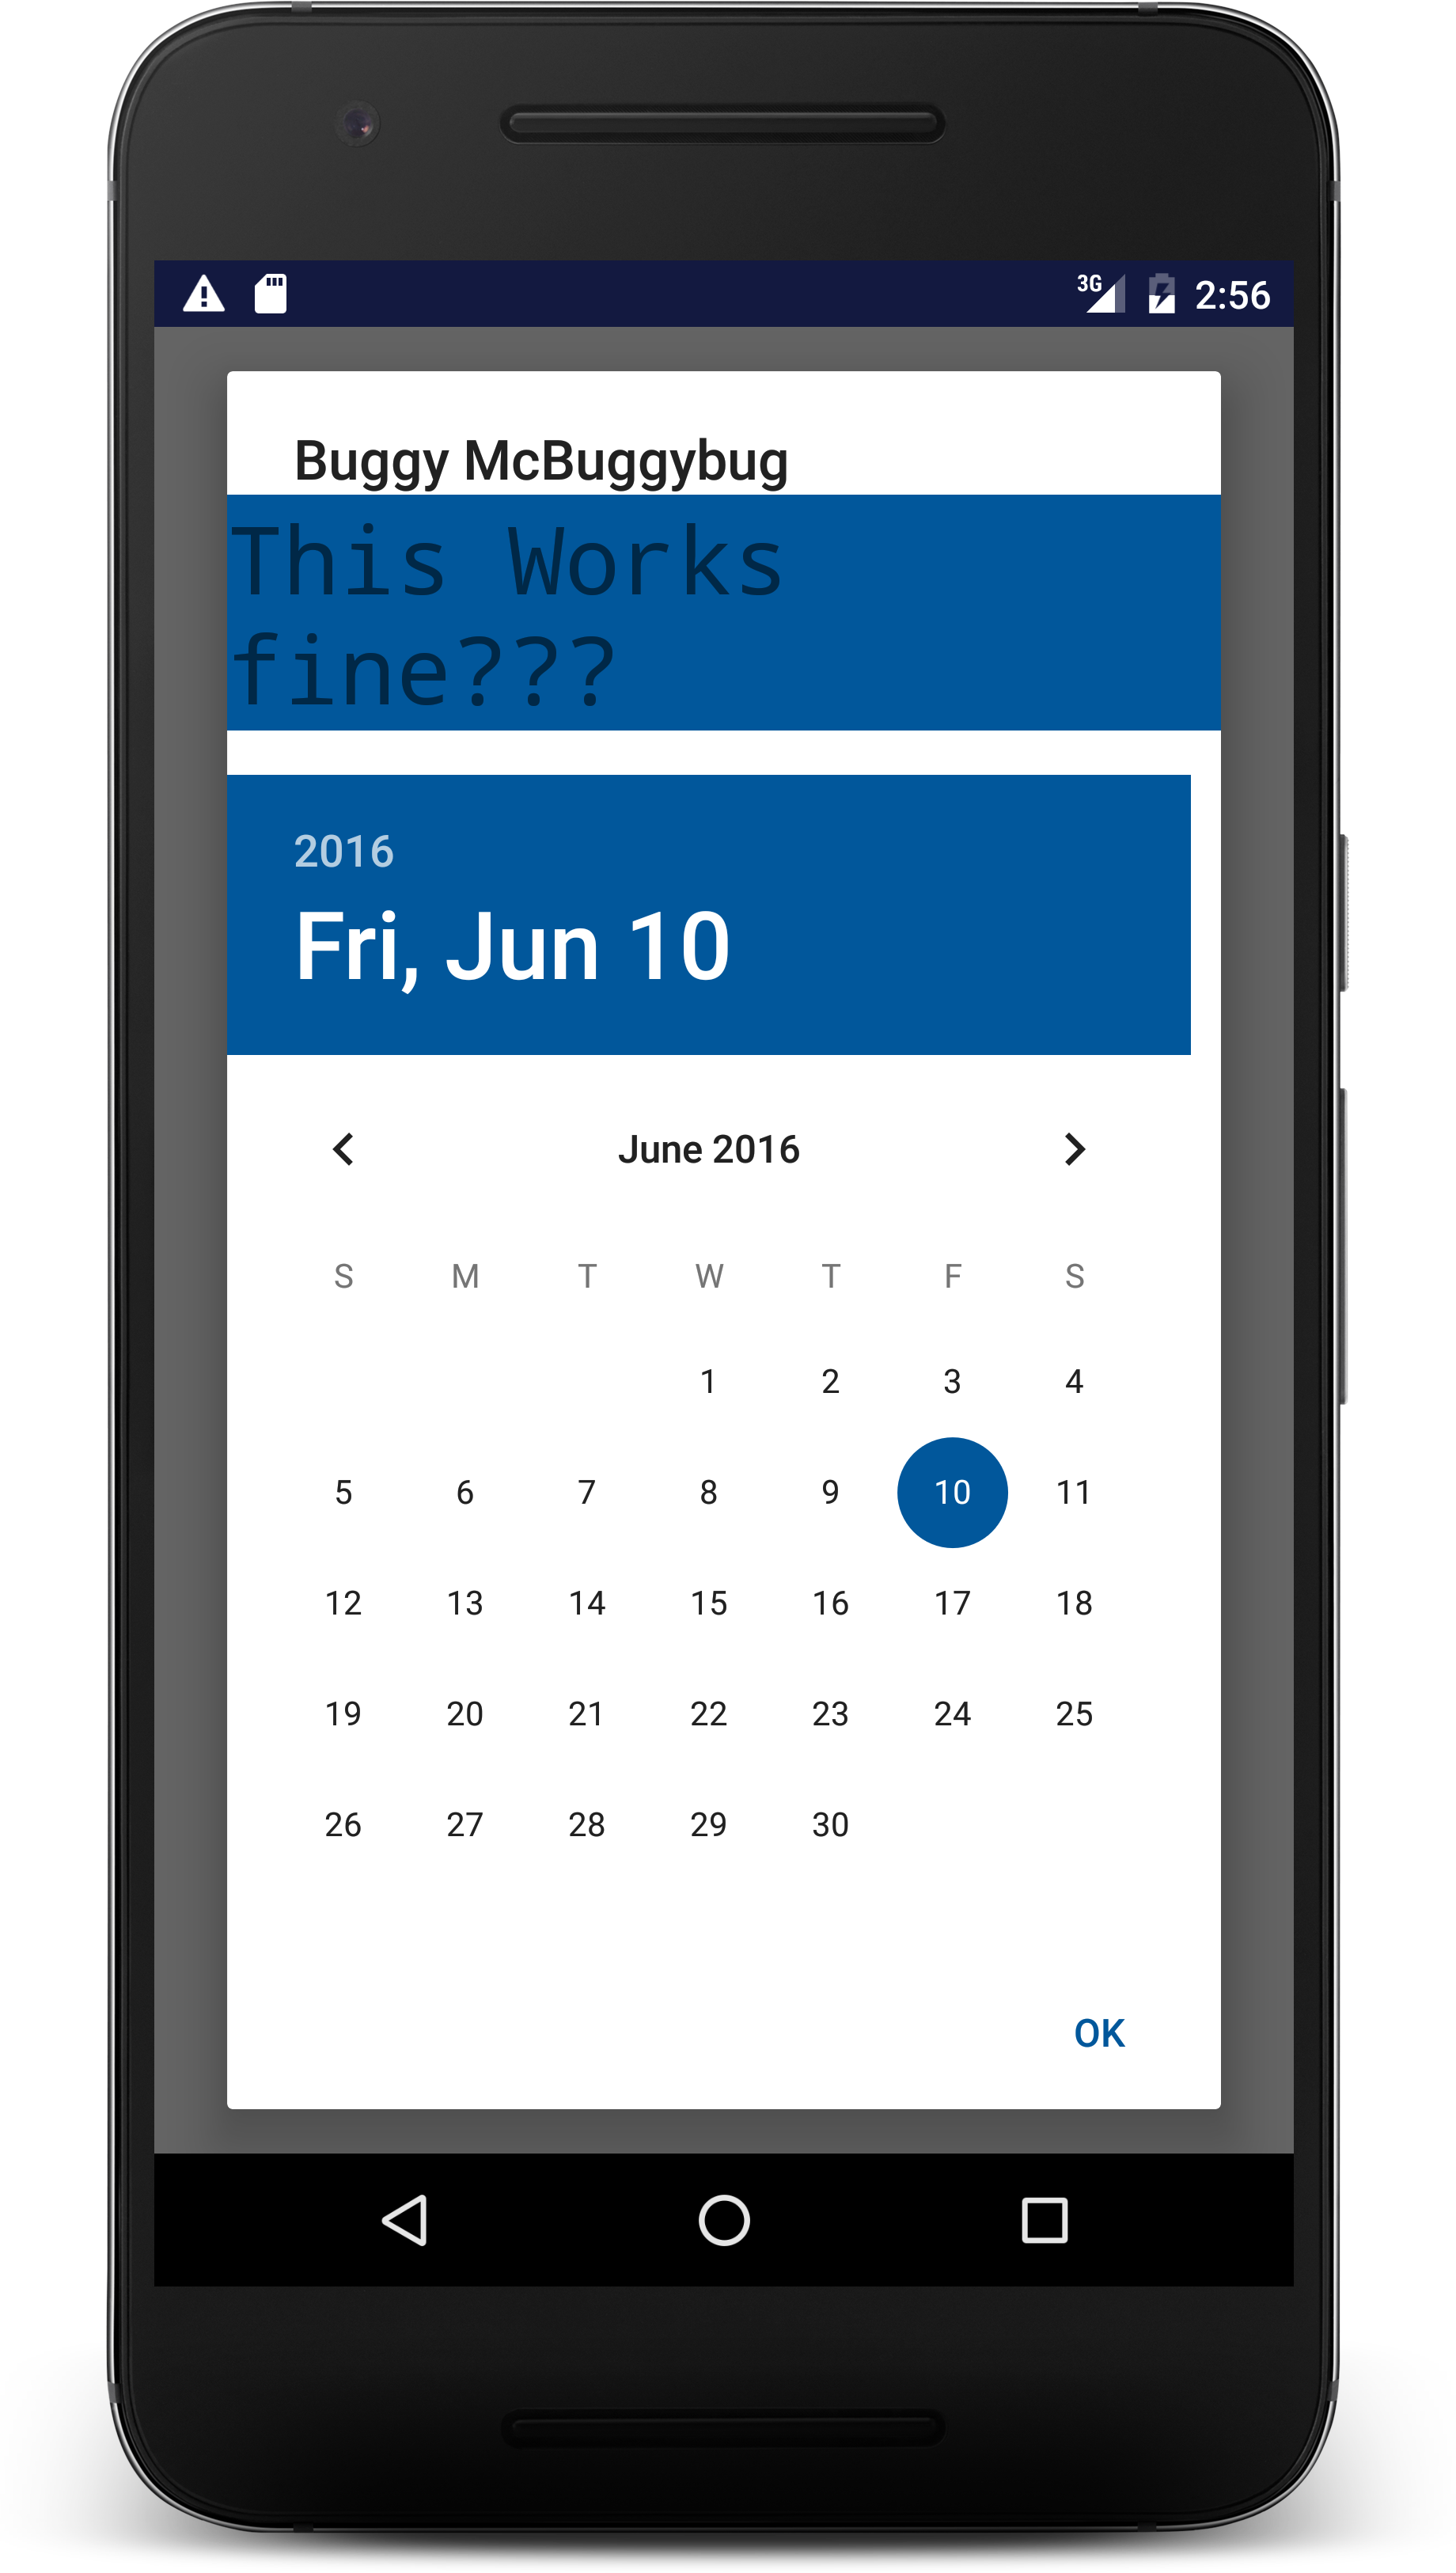 3G 2:56
Buggy McBuggybug
This Works
fine???
2016
Fri, Jun 10
June 2016
S M T W T F S
1 2 3 4
5 6 7 8 9 10 11
12 13 14 15 16 17 18
19 20 21 22 23 24 25
26 27 28 29 30
OK